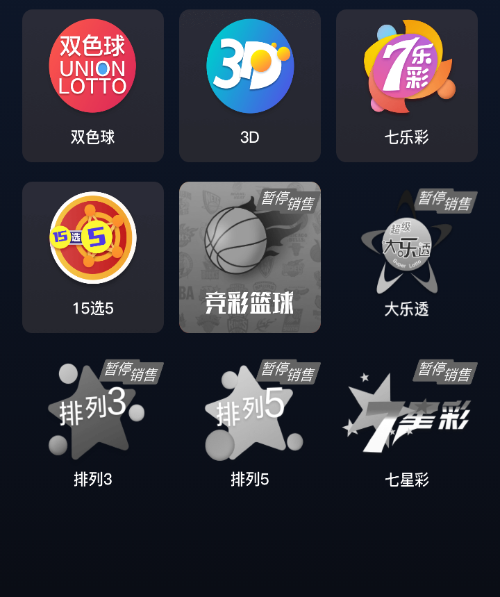 双色球
UNION
LOTTO
双色球
3D
3D
7乐彩
七乐彩
15选5
15选5
暂停销售
竞彩篮球
暂停销售
超级
大乐透
Super Lotto
大乐透
暂停销售
排列3
排列3
暂停销售
排列5
排列5
暂停销售
7星彩
七星彩